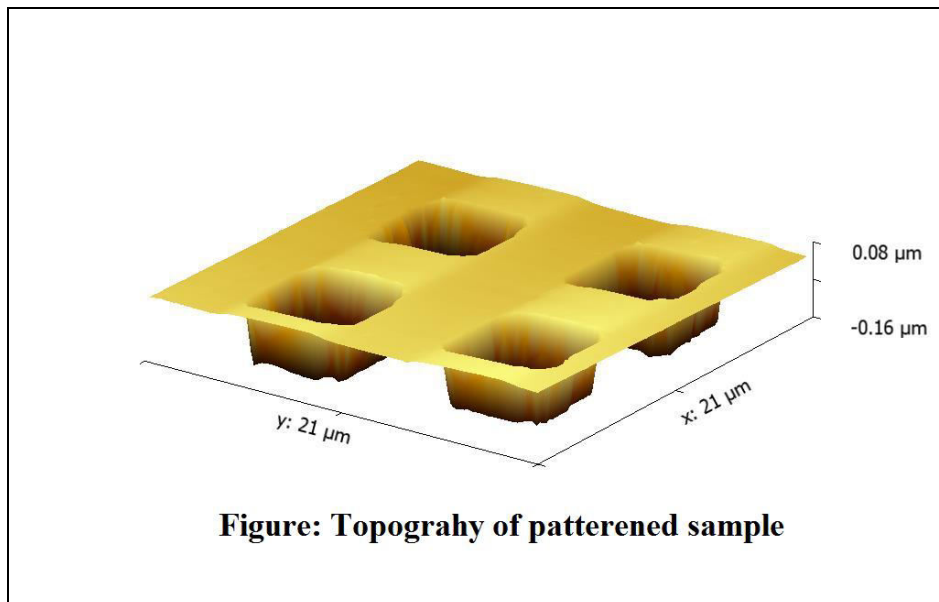 0.08 µm
-0.16 µm
x: 21 µm
y: 21 µm
Figure: Topograhy of patterened sample